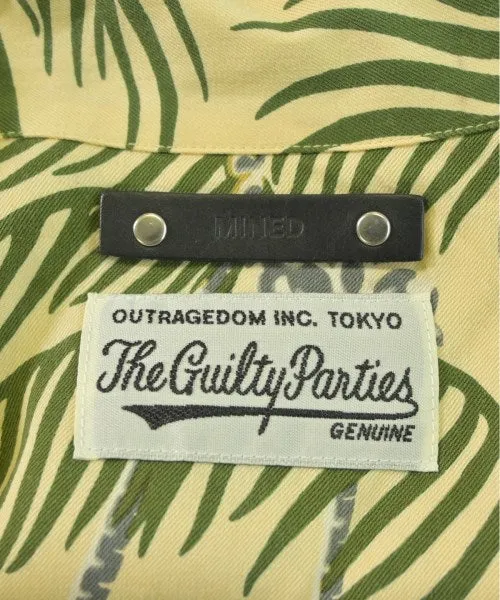 MINED
OUTRAGEDOM INC. TOKYO
The Guilty Parties
GENUINE